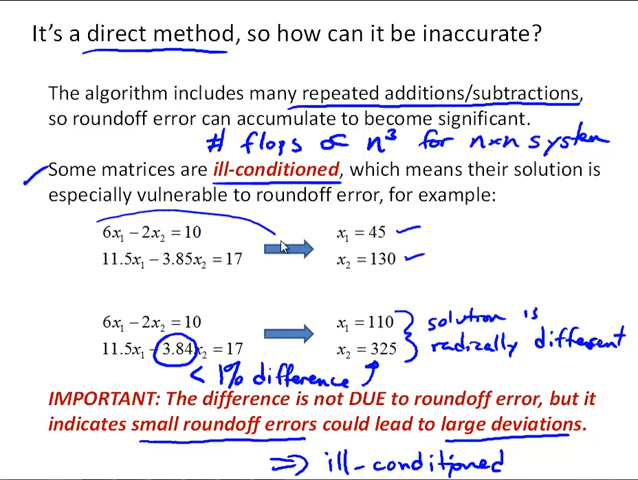 It's a direct method, so how can it be inaccurate?
The algorithm includes many repeated additions/subtractions,
so roundoff error can accumulate to become significant.
# flops ∝ n³ for n×n system
Some matrices are ill-conditioned, which means their solution is
especially vulnerable to roundoff error, for example:
6x₁ − 2x₂ = 10
11.5x₁ − 3.85x₂ = 17
x₁ = 45
x₂ = 130
6x₁ − 2x₂ = 10
11.5x₁ − 3.84x₂ = 17
x₁ = 110
x₂ = 325
solution is
radically different
< 1% difference
IMPORTANT: The difference is not DUE to roundoff error, but it
indicates small roundoff errors could lead to large deviations.
⇒ ill-conditioned